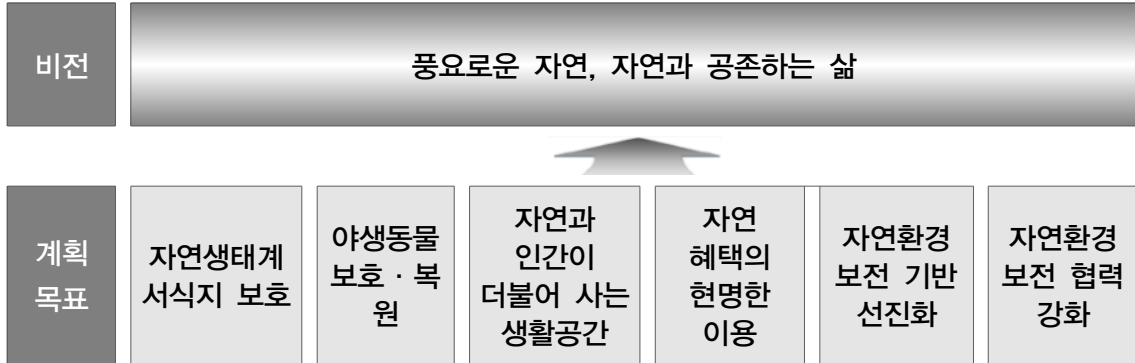 비전
풍요로운 자연, 자연과 공존하는 삶
계획
목표
자연생태계
서식지 보호
야생동물
보호·복
원
자연과
인간이
더불어 사는
생활공간
자연
혜택의
현명한
이용
자연환경
보전 기반
선진화
자연환경
보전 협력
강화